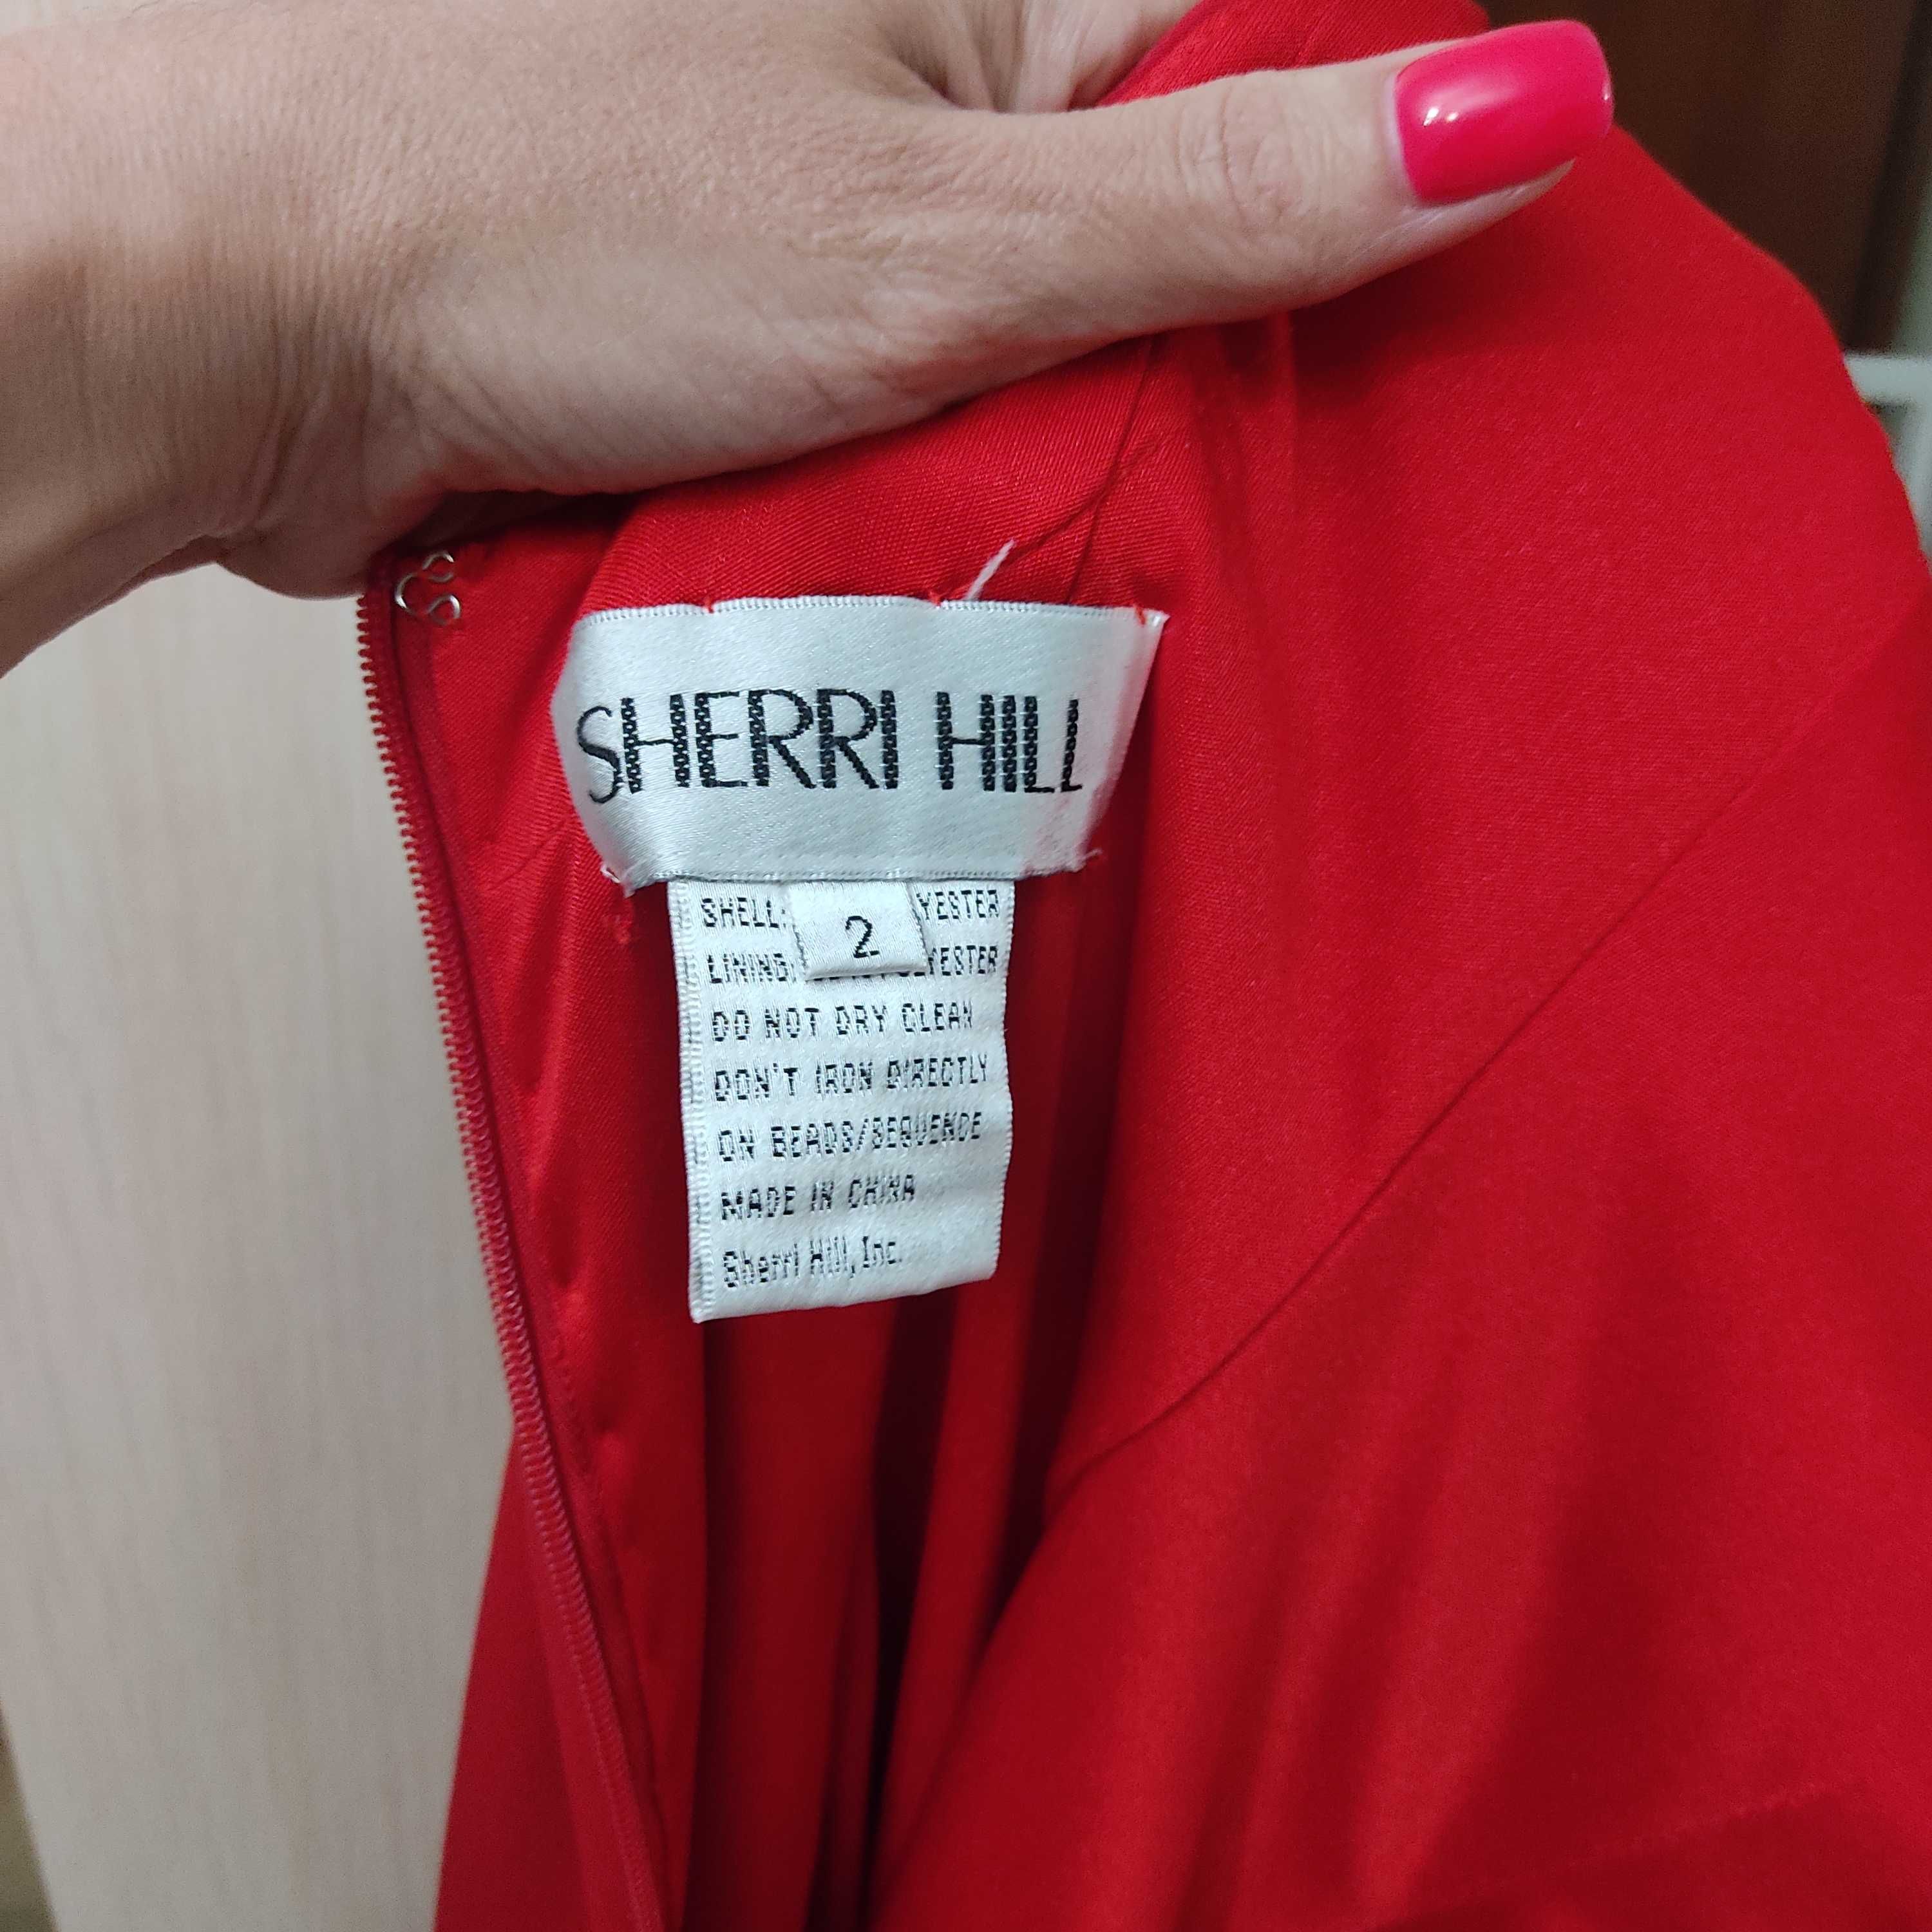 SHERRI HILL
2
SHELL: YESTER
LINING: YESTER
DO NOT DRY CLEAN
DON'T IRON DIRECTLY
ON BEADS/SEQUENCE
MADE IN CHINA
Sherri Hill, Inc.